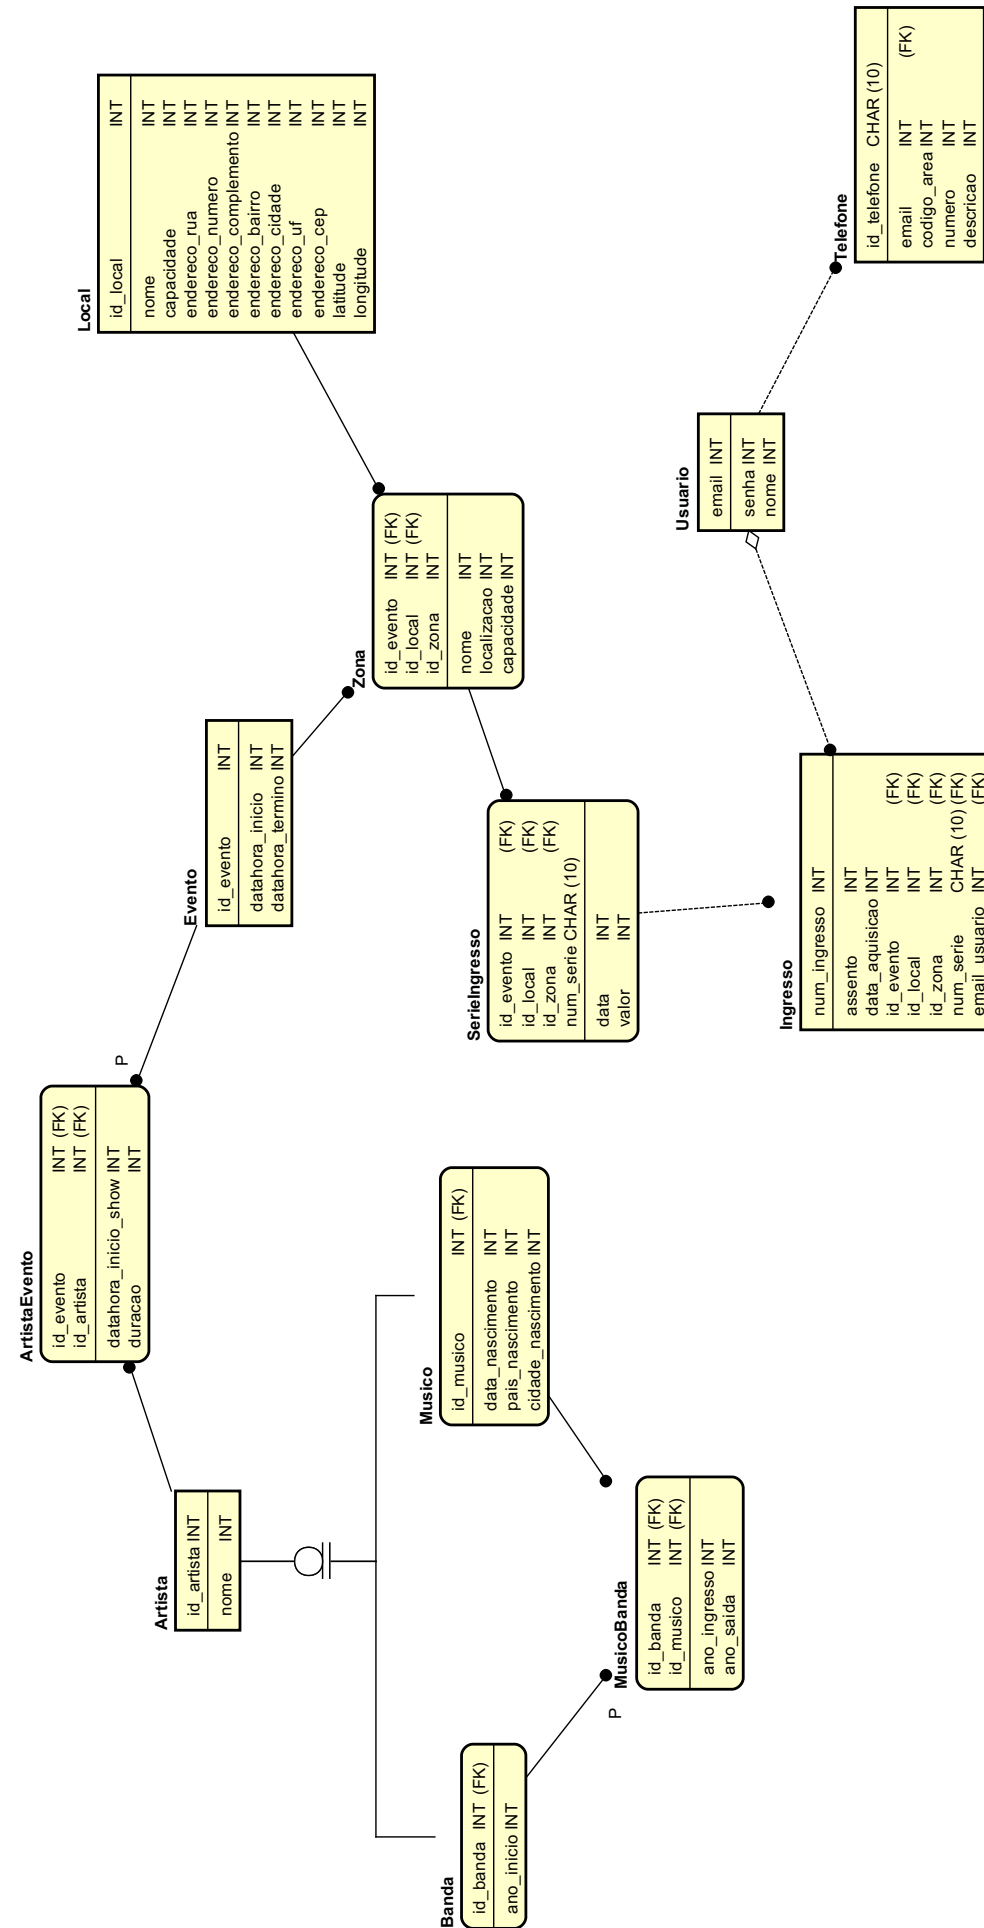 ArtistaEvento
id_evento INT (FK)
id_artista INT (FK)
datahora_inicio_show INT
duracao INT
P
Local
id_local INT
nome INT
capacidade INT
endereco_rua INT
endereco_numero INT
endereco_complemento INT
endereco_bairro INT
endereco_cidade INT
endereco_uf INT
endereco_cep INT
latitude INT
longitude INT
Artista
id_artista INT
nome INT
Evento
id_evento INT
datahora_inicio INT
datahora_termino INT
Zona
id_evento INT (FK)
id_local INT (FK)
id_zona INT
nome INT
localizacao INT
capacidade INT
Musico
id_musico INT (FK)
data_nascimento INT
pais_nascimento INT
cidade_nascimento INT
Banda
id_banda INT (FK)
ano_inicio INT
SerieIngresso
id_evento INT (FK)
id_local INT (FK)
id_zona INT (FK)
num_serie CHAR (10)
data INT
valor INT
P
MusicoBanda
id_banda INT (FK)
id_musico INT (FK)
ano_ingresso INT
ano_saida INT
Usuario
email INT
senha INT
nome INT
Ingresso
num_ingresso INT
assento INT
data_aquisicao INT
id_evento INT (FK)
id_local INT (FK)
id_zona INT (FK)
num_serie CHAR (10) (FK)
email_usuario INT (FK)
Telefone
id_telefone CHAR (10)
email INT (FK)
codigo_area INT
numero INT
descricao INT